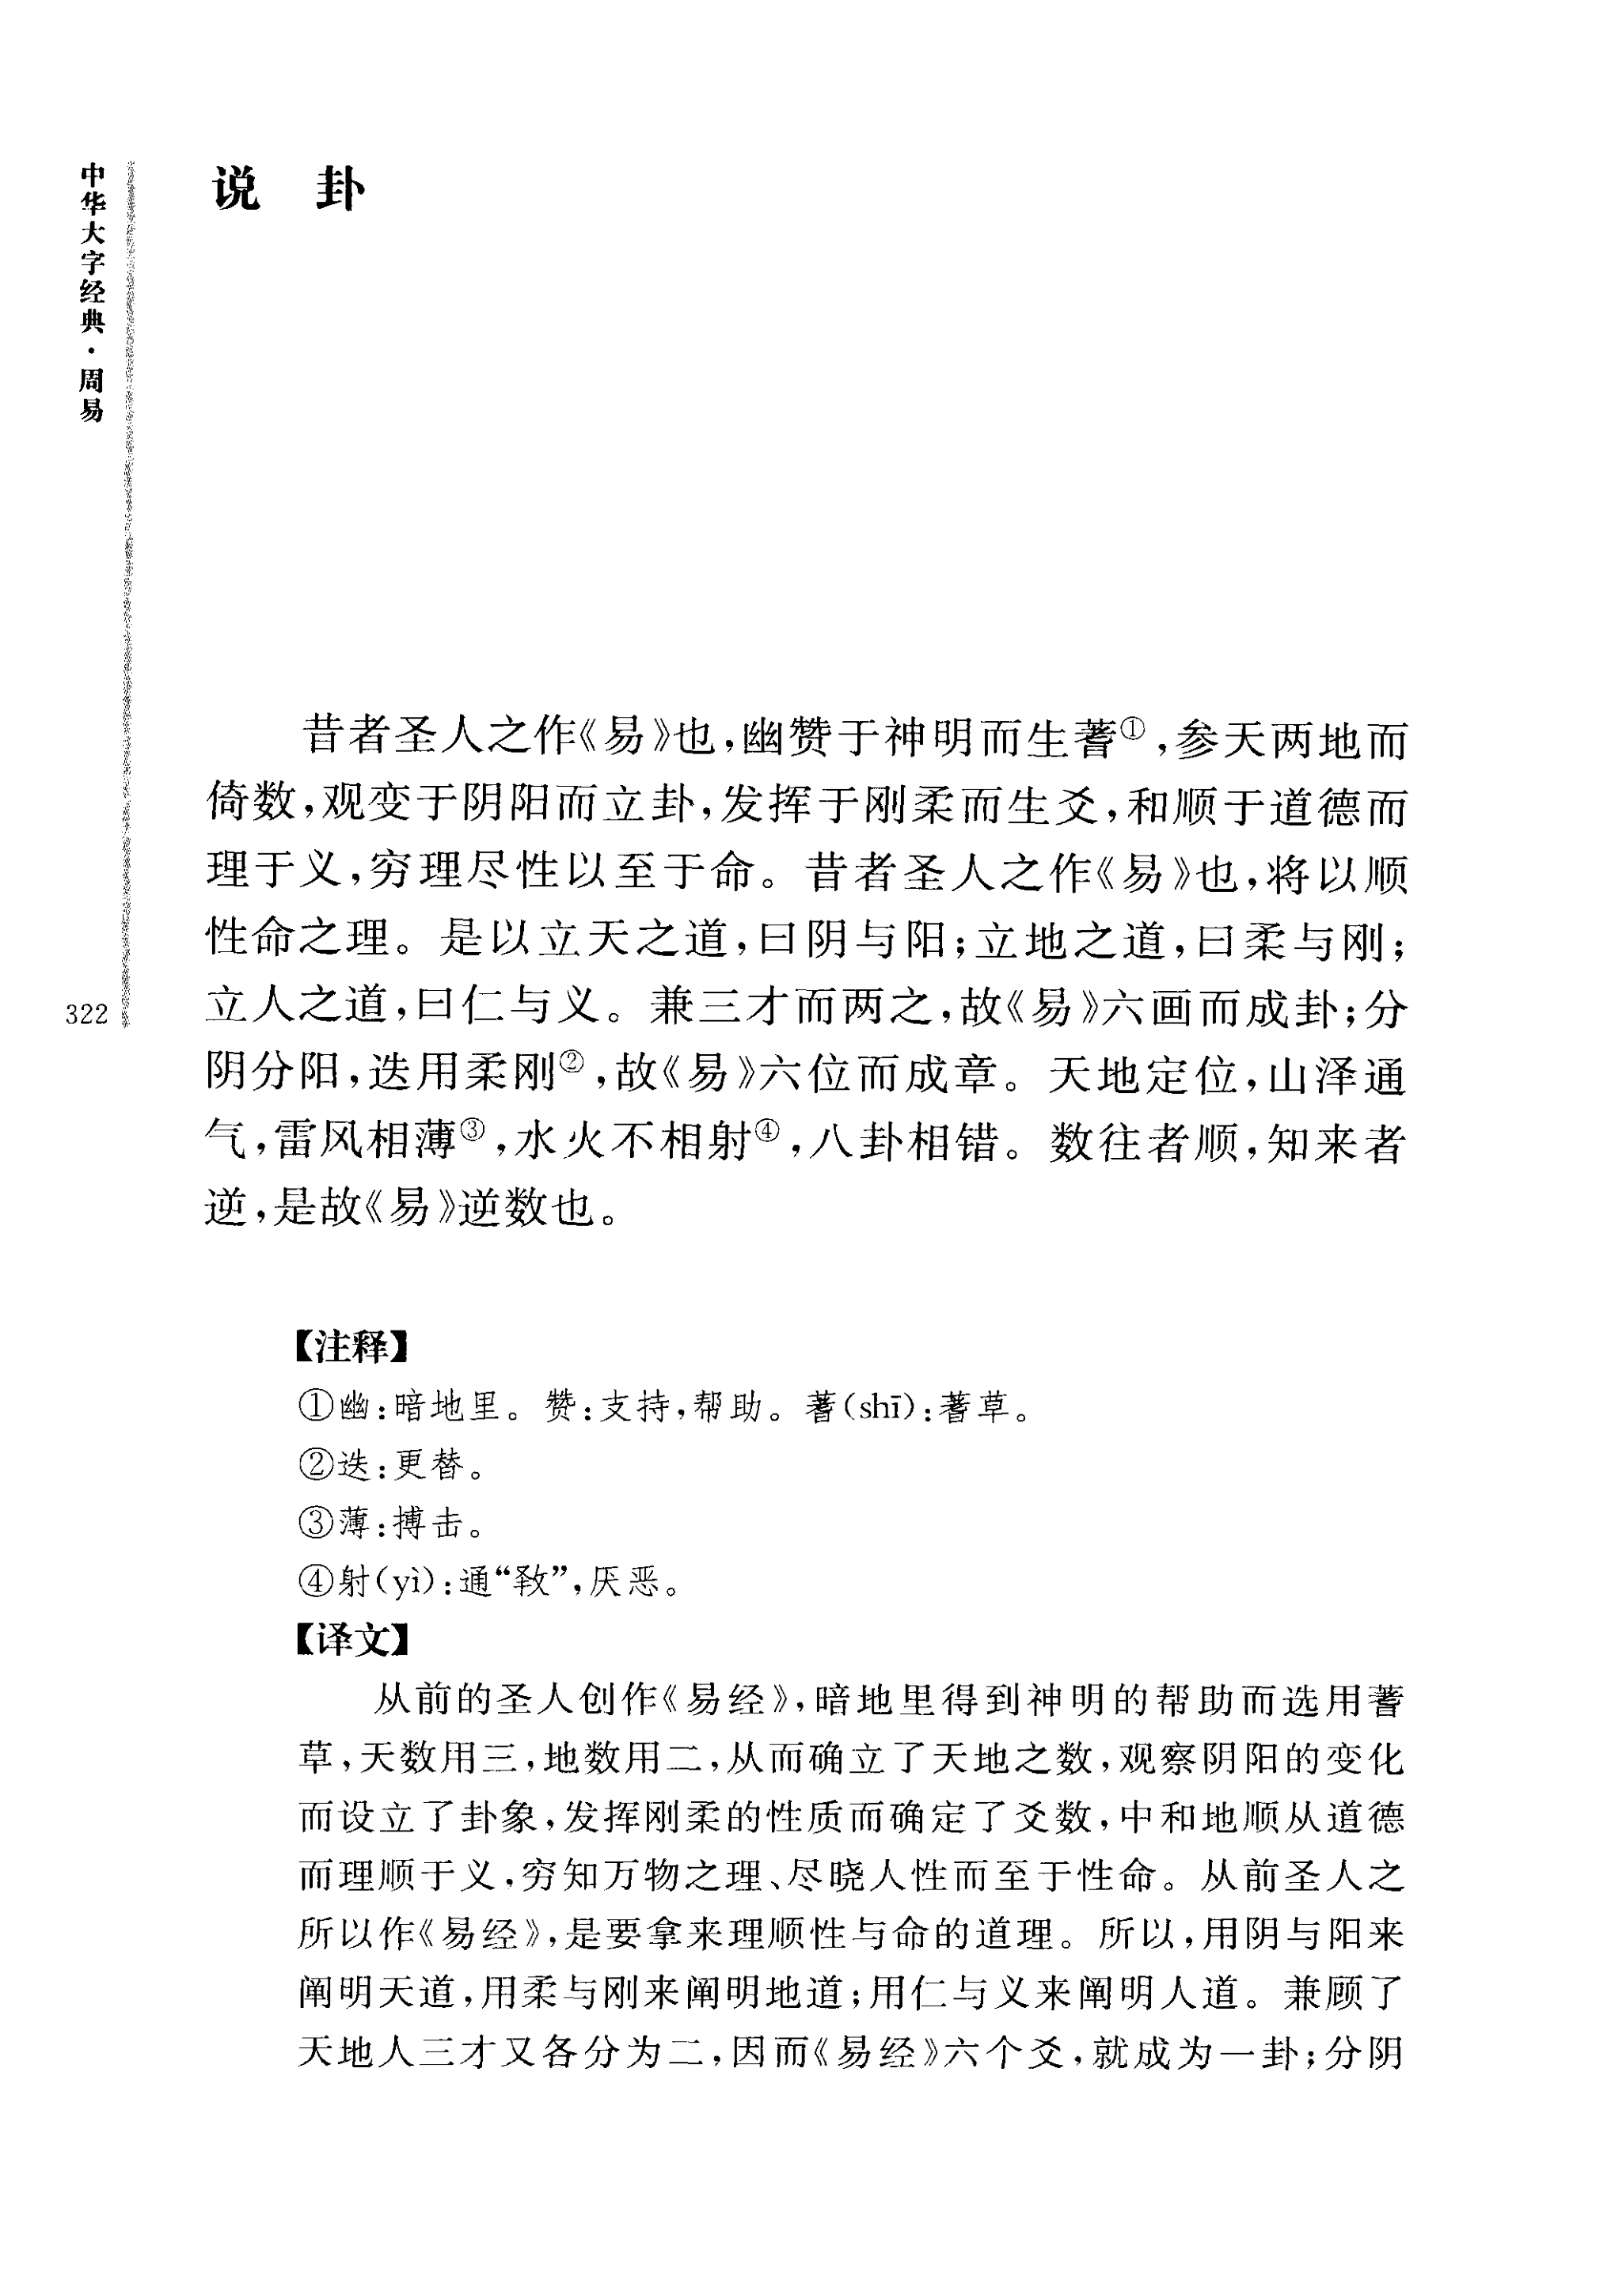 中华大字经典·周易
322
说 卦
昔者圣人之作《易》也，幽赞于神明而生蓍①，参天两地而
倚数，观变于阴阳而立卦，发挥于刚柔而生爻，和顺于道德而
理于义，穷理尽性以至于命。昔者圣人之作《易》也，将以顺
性命之理。是以立天之道，曰阴与阳；立地之道，曰柔与刚；
立人之道，曰仁与义。兼三才而两之，故《易》六画而成卦；分
阴分阳，迭用柔刚②，故《易》六位而成章。天地定位，山泽通
气，雷风相薄③，水火不相射④，八卦相错。数往者顺，知来者
逆，是故《易》逆数也。
【注释】
①幽：暗地里。赞：支持，帮助。蓍(shī)：蓍草。
②迭：更替。
③薄：搏击。
④射(yì)：通“𢽾”，厌恶。
【译文】
从前的圣人创作《易经》，暗地里得到神明的帮助而选用蓍
草，天数用三，地数用二，从而确立了天地之数，观察阴阳的变化
而设立了卦象，发挥刚柔的性质而确定了爻数，中和地顺从道德
而理顺于义，穷知万物之理、尽晓人性而至于性命。从前圣人之
所以作《易经》，是要拿来理顺性与命的道理。所以，用阴与阳来
阐明天道，用柔与刚来阐明地道；用仁与义来阐明人道。兼顾了
天地人三才又各分为二，因而《易经》六个爻，就成为一卦；分阴